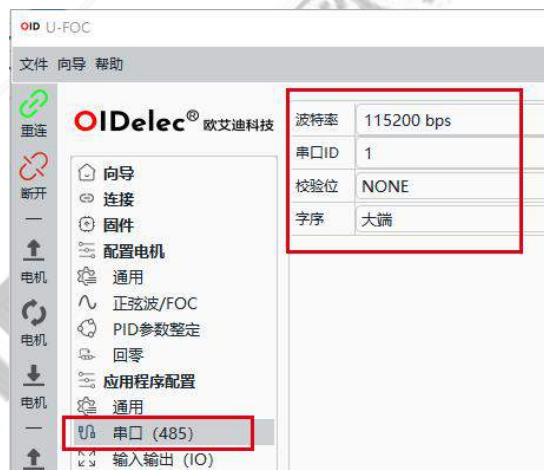 OID U-FOC
文件 向导 帮助
重连
断开
电机
电机
电机
OIDelec® 欧艾迪科技
向导
连接
固件
配置电机
通用
正弦波/FOC
PID参数整定
回零
应用程序配置
通用
串口 (485)
输入输出 (IO)
波特率 115200 bps
串口ID 1
校验位 NONE
字序 大端